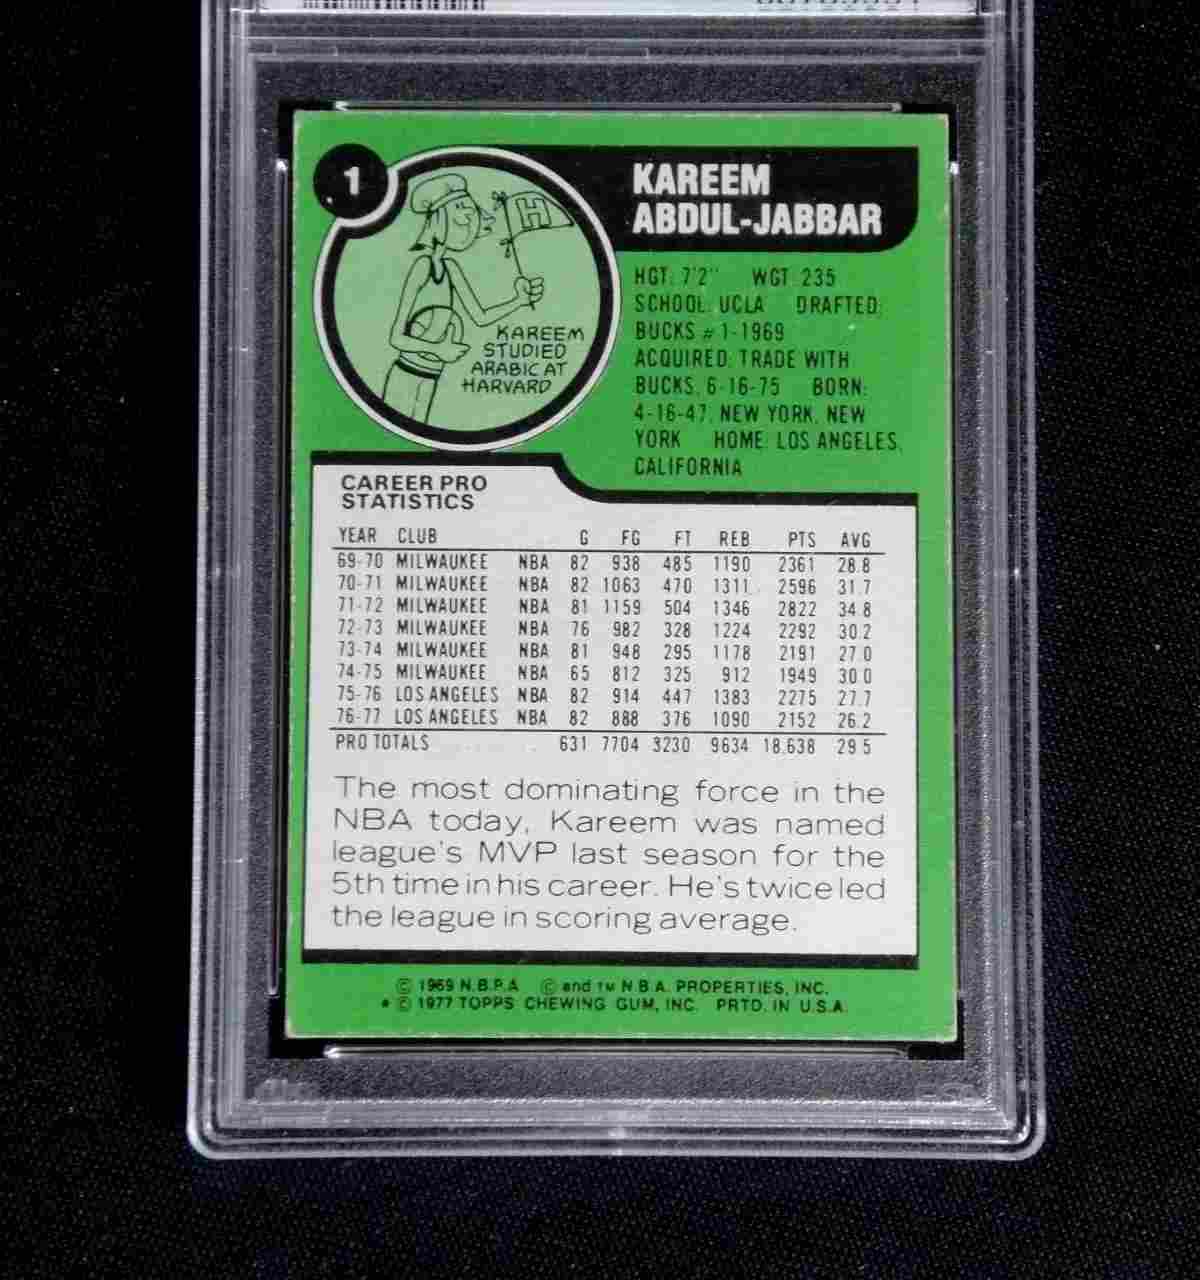 1
KAREEM
ABDUL-JABBAR
H
KAREEM
STUDIED
ARABIC AT
HARVARD
HGT: 7'2" WGT: 235
SCHOOL: UCLA DRAFTED:
BUCKS #1-1969
ACQUIRED: TRADE WITH
BUCKS, 6-16-75 BORN:
4-16-47, NEW YORK, NEW
YORK HOME: LOS ANGELES,
CALIFORNIA
CAREER PRO
STATISTICS
YEAR CLUB G FG FT REB PTS AVG
69-70 MILWAUKEE NBA 82 938 485 1190 2361 28.8
70-71 MILWAUKEE NBA 82 1063 470 1311 2596 31.7
71-72 MILWAUKEE NBA 81 1159 504 1346 2822 34.8
72-73 MILWAUKEE NBA 76 982 328 1224 2292 30.2
73-74 MILWAUKEE NBA 81 948 295 1178 2191 27.0
74-75 MILWAUKEE NBA 65 812 325 912 1949 30.0
75-76 LOS ANGELES NBA 82 914 447 1383 2275 27.7
76-77 LOS ANGELES NBA 82 888 376 1090 2152 26.2
PRO TOTALS 631 7704 3230 9634 18,638 29.5
The most dominating force in the
NBA today, Kareem was named
league's MVP last season for the
5th time in his career. He's twice led
the league in scoring average.
© 1969 N.B.P.A © and TM N.B.A. PROPERTIES, INC.
* © 1977 TOPPS CHEWING GUM, INC. PRTD. IN U.S.A.